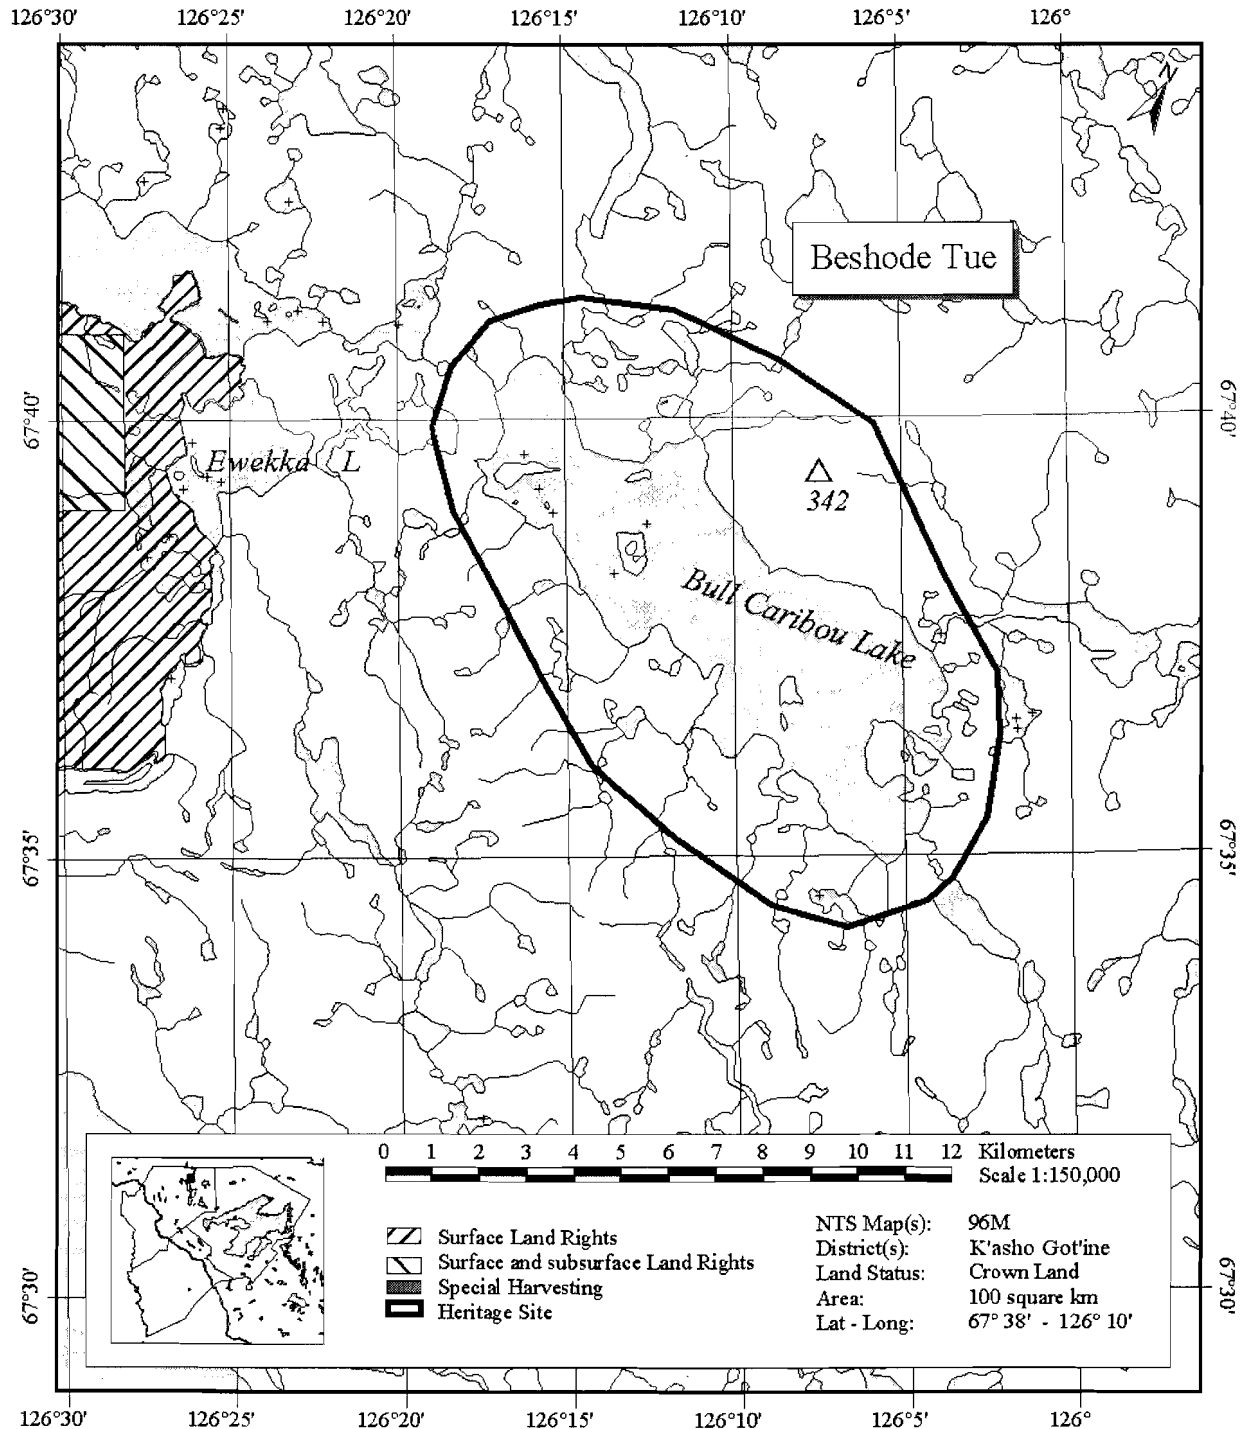 126°30' 126°25' 126°20' 126°15' 126°10' 126°5' 126°
N
Beshode Tue
67°40' 67°40'
Ewekka L
342
Bull Caribou Lake
67°35' 67°35'
0 1 2 3 4 5 6 7 8 9 10 11 12 Kilometers
Scale 1:150,000
Surface Land Rights
Surface and subsurface Land Rights
Special Harvesting
Heritage Site
NTS Map(s): 96M
District(s): K'asho Got'ine
Land Status: Crown Land
Area: 100 square km
Lat - Long: 67° 38' - 126° 10'
67°30' 67°30'
126°30' 126°25' 126°20' 126°15' 126°10' 126°5' 126°